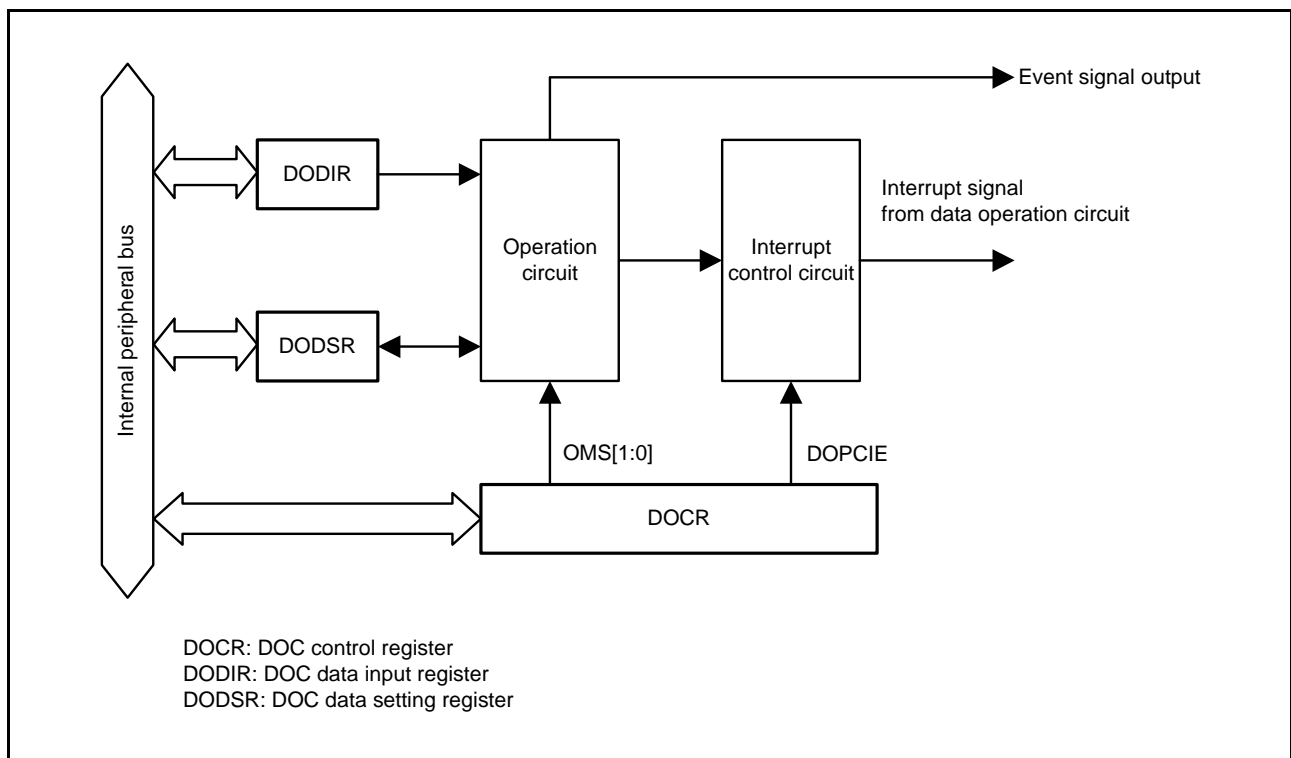 Event signal output
DODIR
Interrupt signal
from data operation circuit
Operation
circuit
Interrupt
control circuit
Internal peripheral bus
DODSR
OMS[1:0]
DOPCIE
DOCR
DOCR: DOC control register
DODIR: DOC data input register
DODSR: DOC data setting register